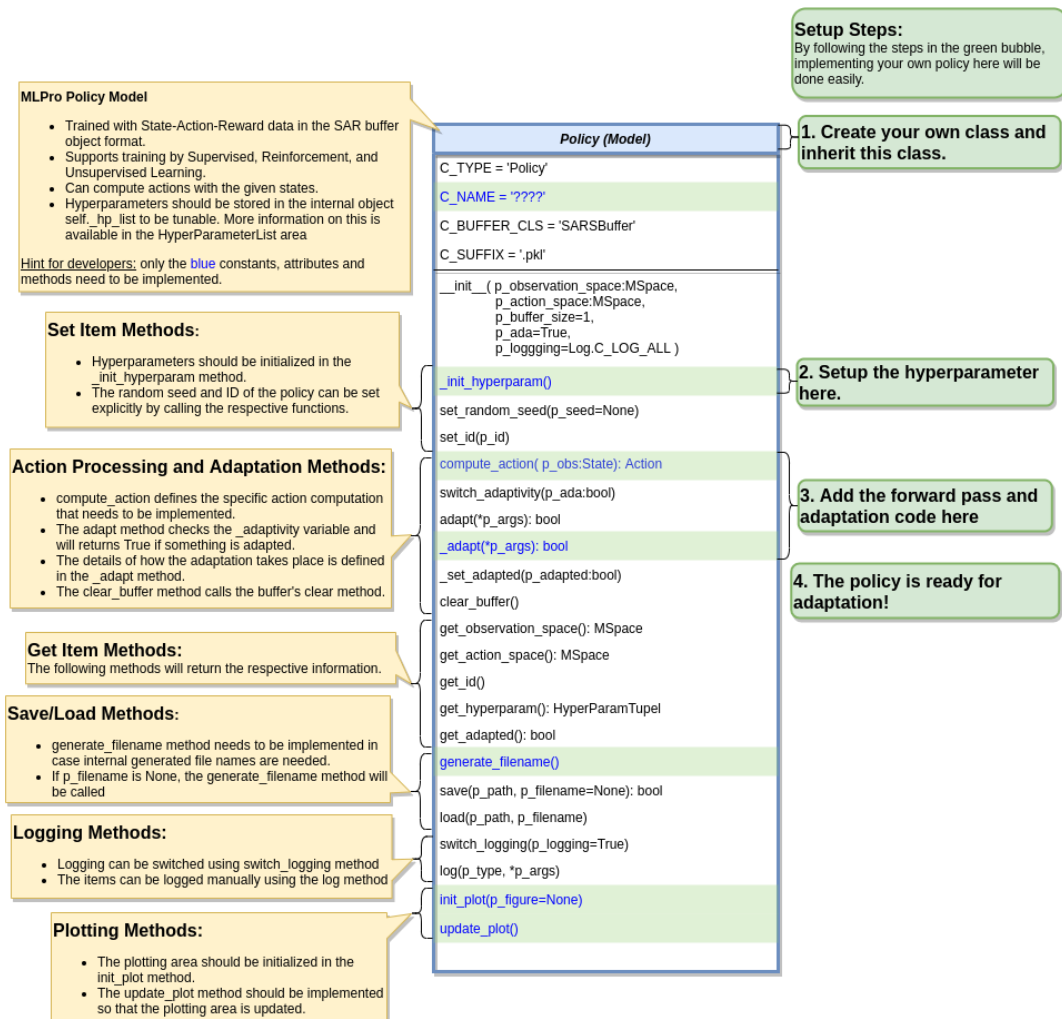 Setup Steps:
By following the steps in the green bubble,
implementing your own policy here will be
done easily.
MLPro Policy Model
• Trained with State-Action-Reward data in the SAR buffer
object format.
• Supports training by Supervised, Reinforcement, and
Unsupervised Learning.
• Can compute actions with the given states.
• Hyperparameters should be stored in the internal object
self._hp_list to be tunable. More information on this is
available in the HyperParameterList area
Hint for developers: only the blue constants, attributes and
methods need to be implemented.
Set Item Methods:
• Hyperparameters should be initialized in the
_init_hyperparam method.
• The random seed and ID of the policy can be set
explicitly by calling the respective functions.
Action Processing and Adaptation Methods:
• compute_action defines the specific action computation
that needs to be implemented.
• The adapt method checks the _adaptivity variable and
will returns True if something is adapted.
• The details of how the adaptation takes place is defined
in the _adapt method.
• The clear_buffer method calls the buffer's clear method.
Get Item Methods:
The following methods will return the respective information.
Save/Load Methods:
• generate_filename method needs to be implemented in
case internal generated file names are needed.
• If p_filename is None, the generate_filename method will
be called
Logging Methods:
• Logging can be switched using switch_logging method
• The items can be logged manually using the log method
Plotting Methods:
• The plotting area should be initialized in the
init_plot method.
• The update_plot method should be implemented
so that the plotting area is updated.
Policy (Model)
C_TYPE = 'Policy'
C_NAME = '????'
C_BUFFER_CLS = 'SARSBuffer'
C_SUFFIX = '.pkl'
__init__( p_observation_space:MSpace,
p_action_space:MSpace,
p_buffer_size=1,
p_ada=True,
p_loggging=Log.C_LOG_ALL )
_init_hyperparam()
set_random_seed(p_seed=None)
set_id(p_id)
compute_action( p_obs:State): Action
switch_adaptivity(p_ada:bool)
adapt(*p_args): bool
_adapt(*p_args): bool
_set_adapted(p_adapted:bool)
clear_buffer()
get_observation_space(): MSpace
get_action_space(): MSpace
get_id()
get_hyperparam(): HyperParamTupel
get_adapted(): bool
generate_filename()
save(p_path, p_filename=None): bool
load(p_path, p_filename)
switch_logging(p_logging=True)
log(p_type, *p_args)
init_plot(p_figure=None)
update_plot()
1. Create your own class and
inherit this class.
2. Setup the hyperparameter
here.
3. Add the forward pass and
adaptation code here
4. The policy is ready for
adaptation!